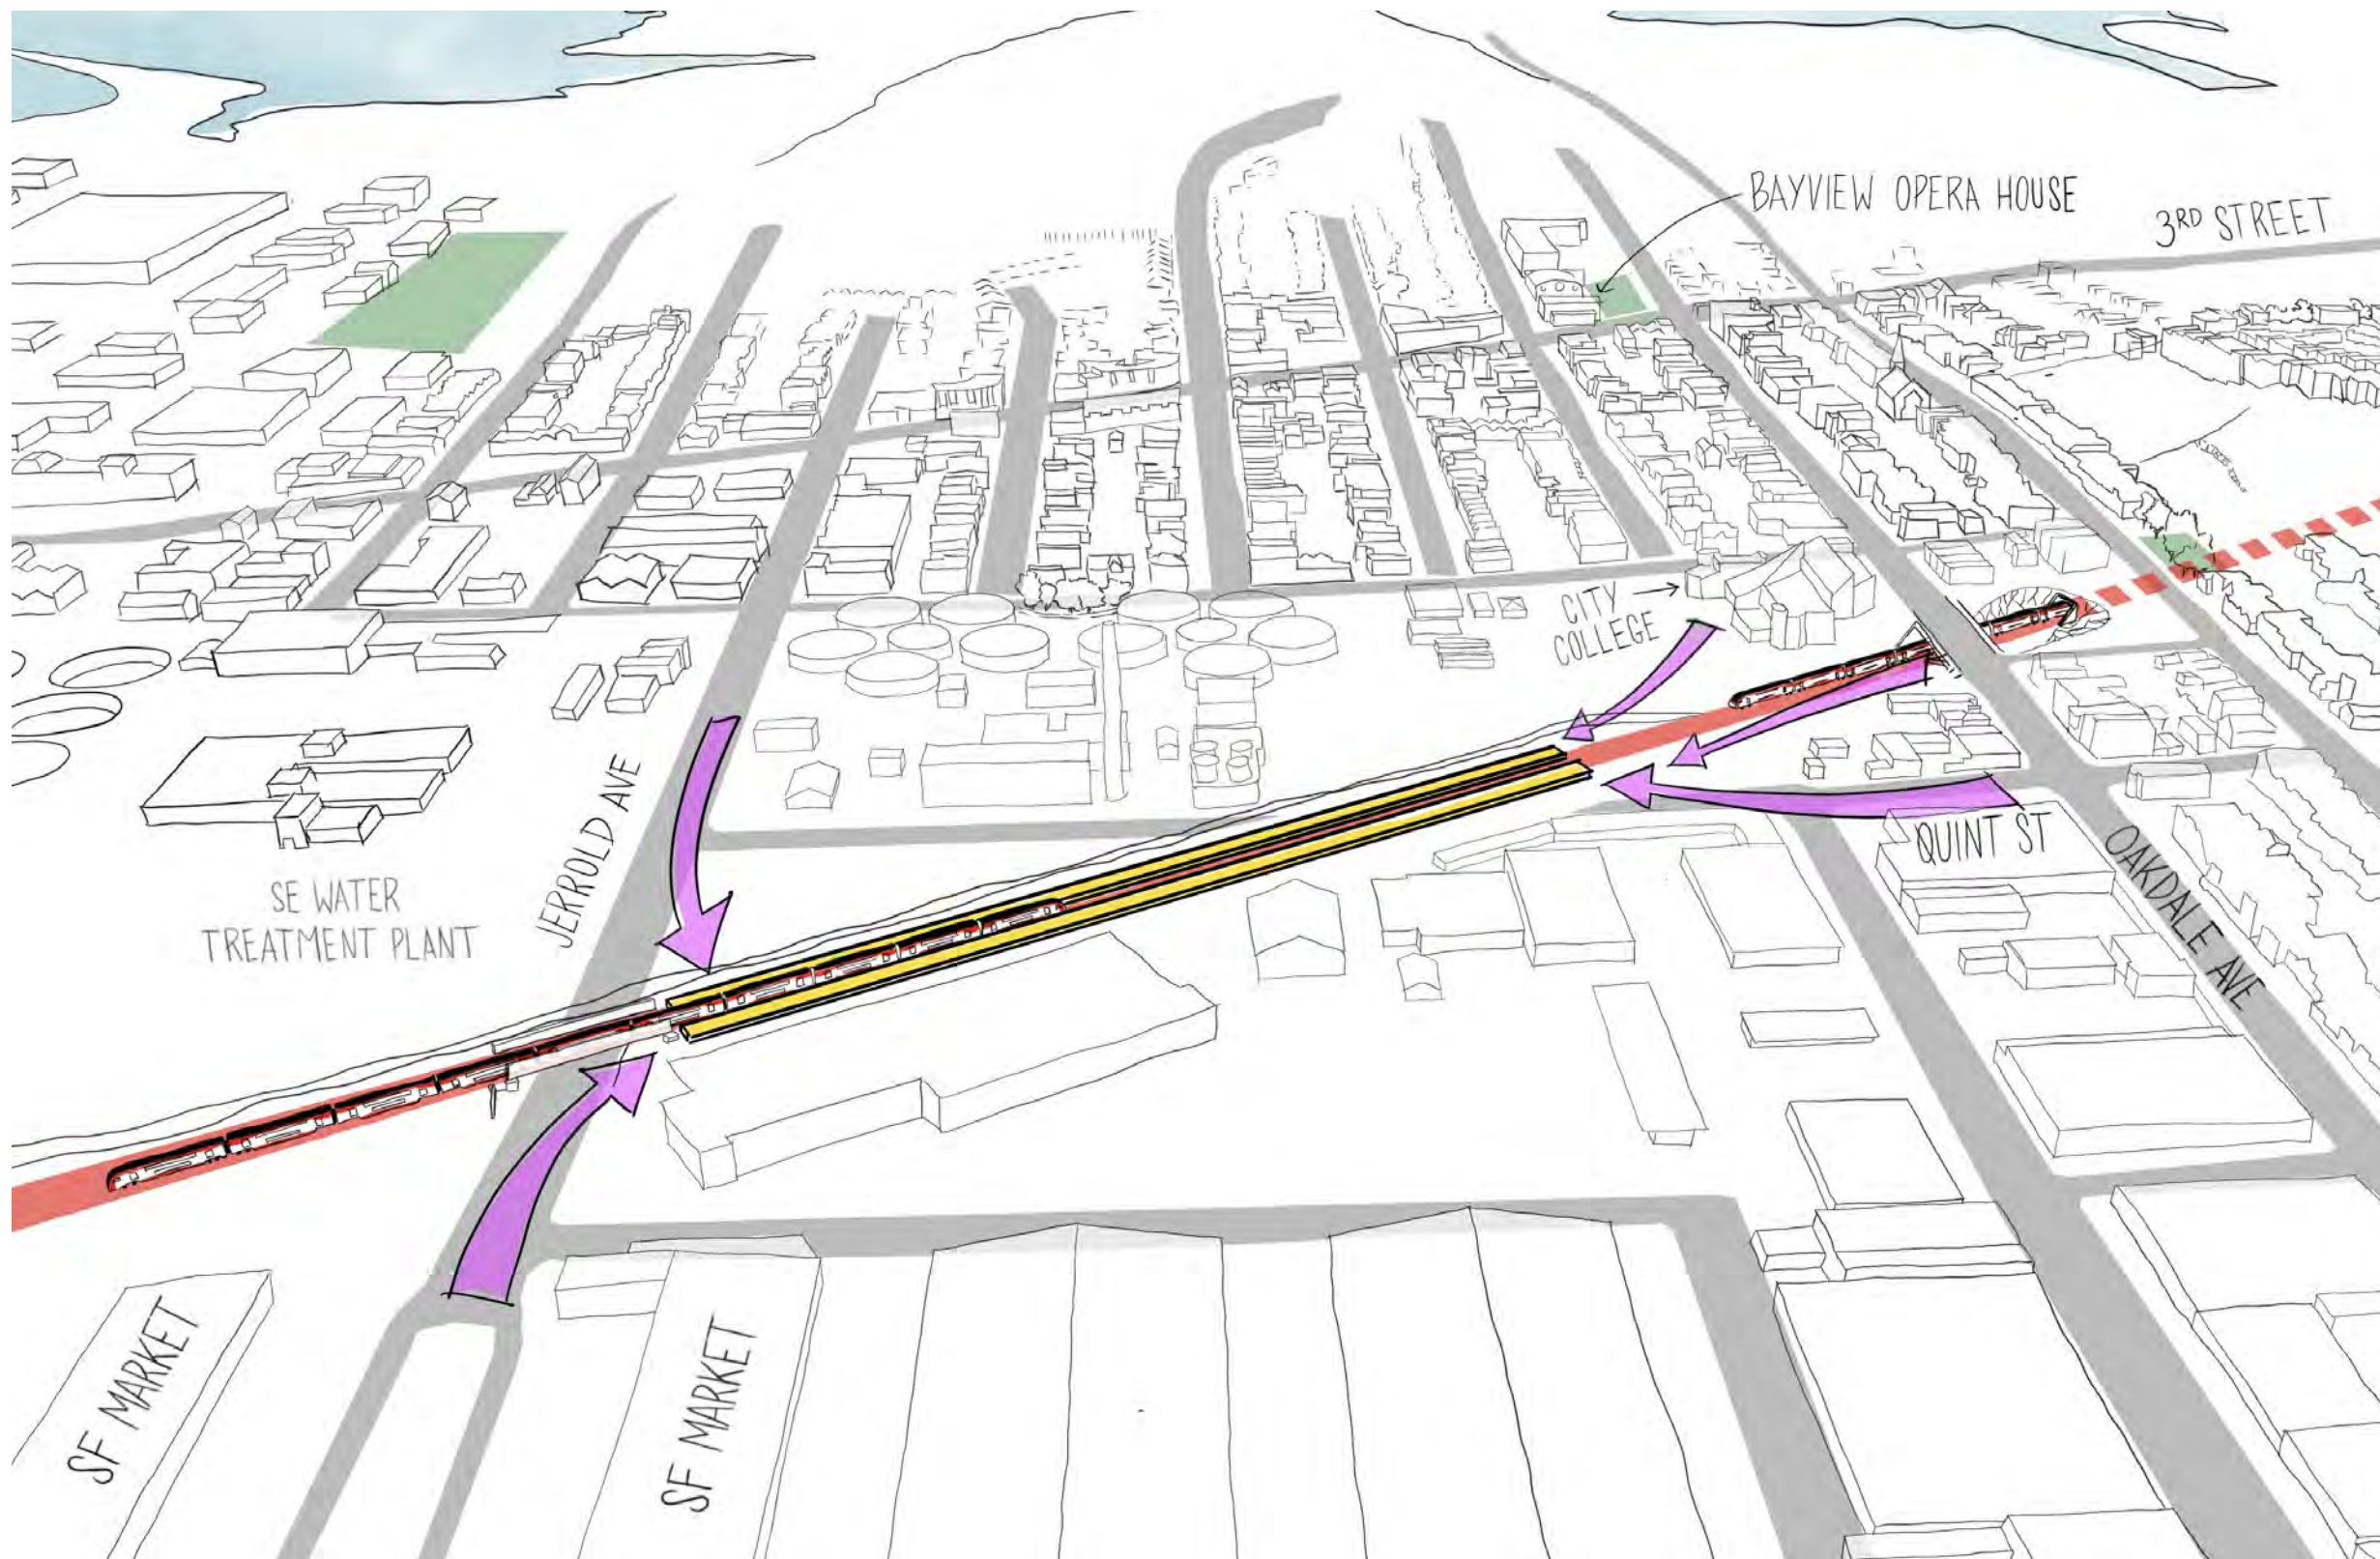 BAYVIEW OPERA HOUSE
3RD STREET
CITY
COLLEGE
JERROLD AVE
QUINT ST
OAKDALE AVE
SE WATER
TREATMENT PLANT
SF MARKET
SF MARKET